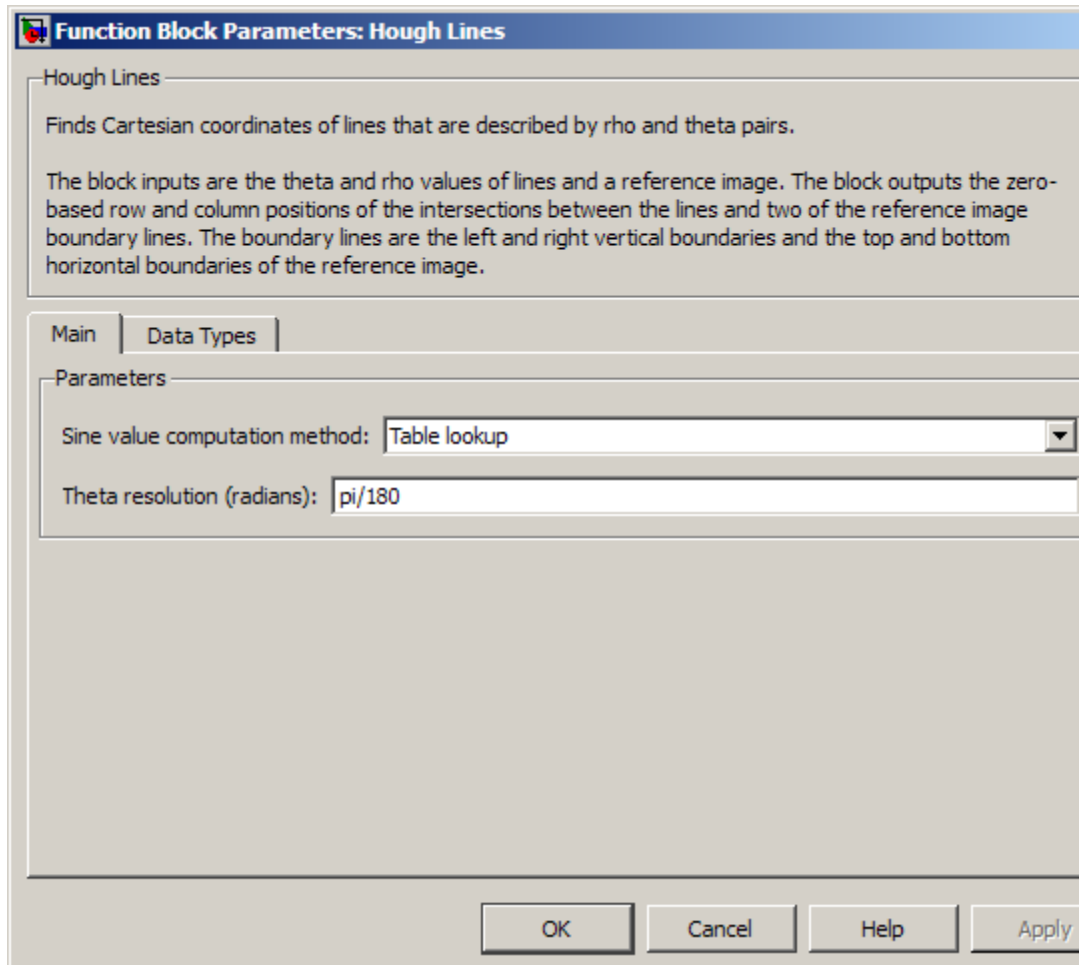 Function Block Parameters: Hough Lines
Hough Lines
Finds Cartesian coordinates of lines that are described by rho and theta pairs.
The block inputs are the theta and rho values of lines and a reference image. The block outputs the zero-
based row and column positions of the intersections between the lines and two of the reference image
boundary lines. The boundary lines are the left and right vertical boundaries and the top and bottom
horizontal boundaries of the reference image.
Main Data Types
Parameters
Sine value computation method: Table lookup
Theta resolution (radians): pi/180
OK Cancel Help Apply